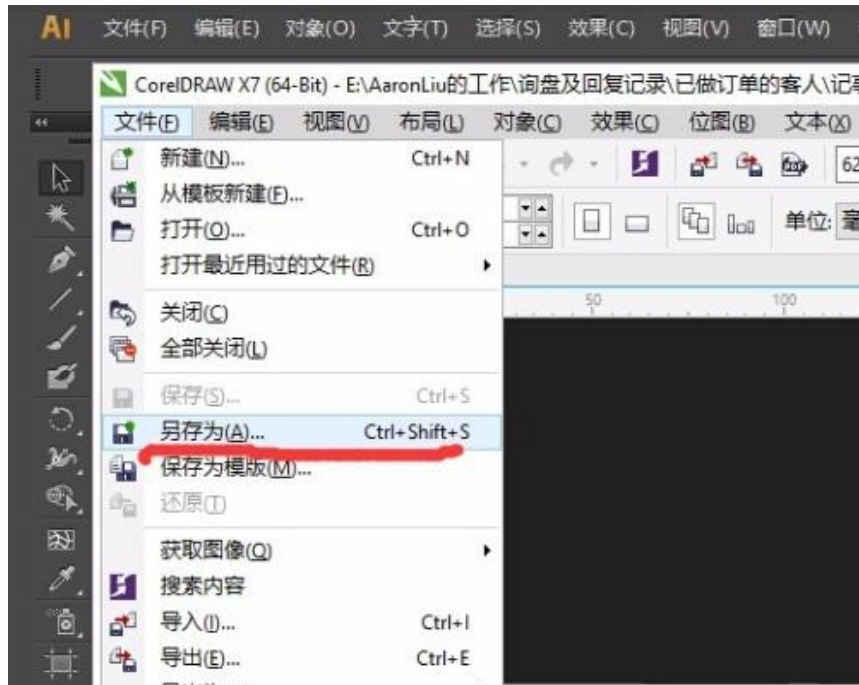 Ai 文件(F) 编辑(E) 对象(O) 文字(T) 选择(S) 效果(C) 视图(V) 窗口(W)
CorelDRAW X7 (64-Bit) - E:\AaronLiu的工作\询盘及回复记录\已做订单的客人\记
文件(F) 编辑(E) 视图(V) 布局(L) 对象(C) 效果(C) 位图(B) 文本(X)
新建(N)... Ctrl+N
62
从模板新建(F)...
单位:
打开(O)... Ctrl+O
打开最近用过的文件(R)
50 100
关闭(C)
全部关闭(L)
保存(S)... Ctrl+S
另存为(A)... Ctrl+Shift+S
保存为模版(M)...
还原(T)
获取图像(Q)
搜索内容
导入(I)... Ctrl+I
导出(E)... Ctrl+E